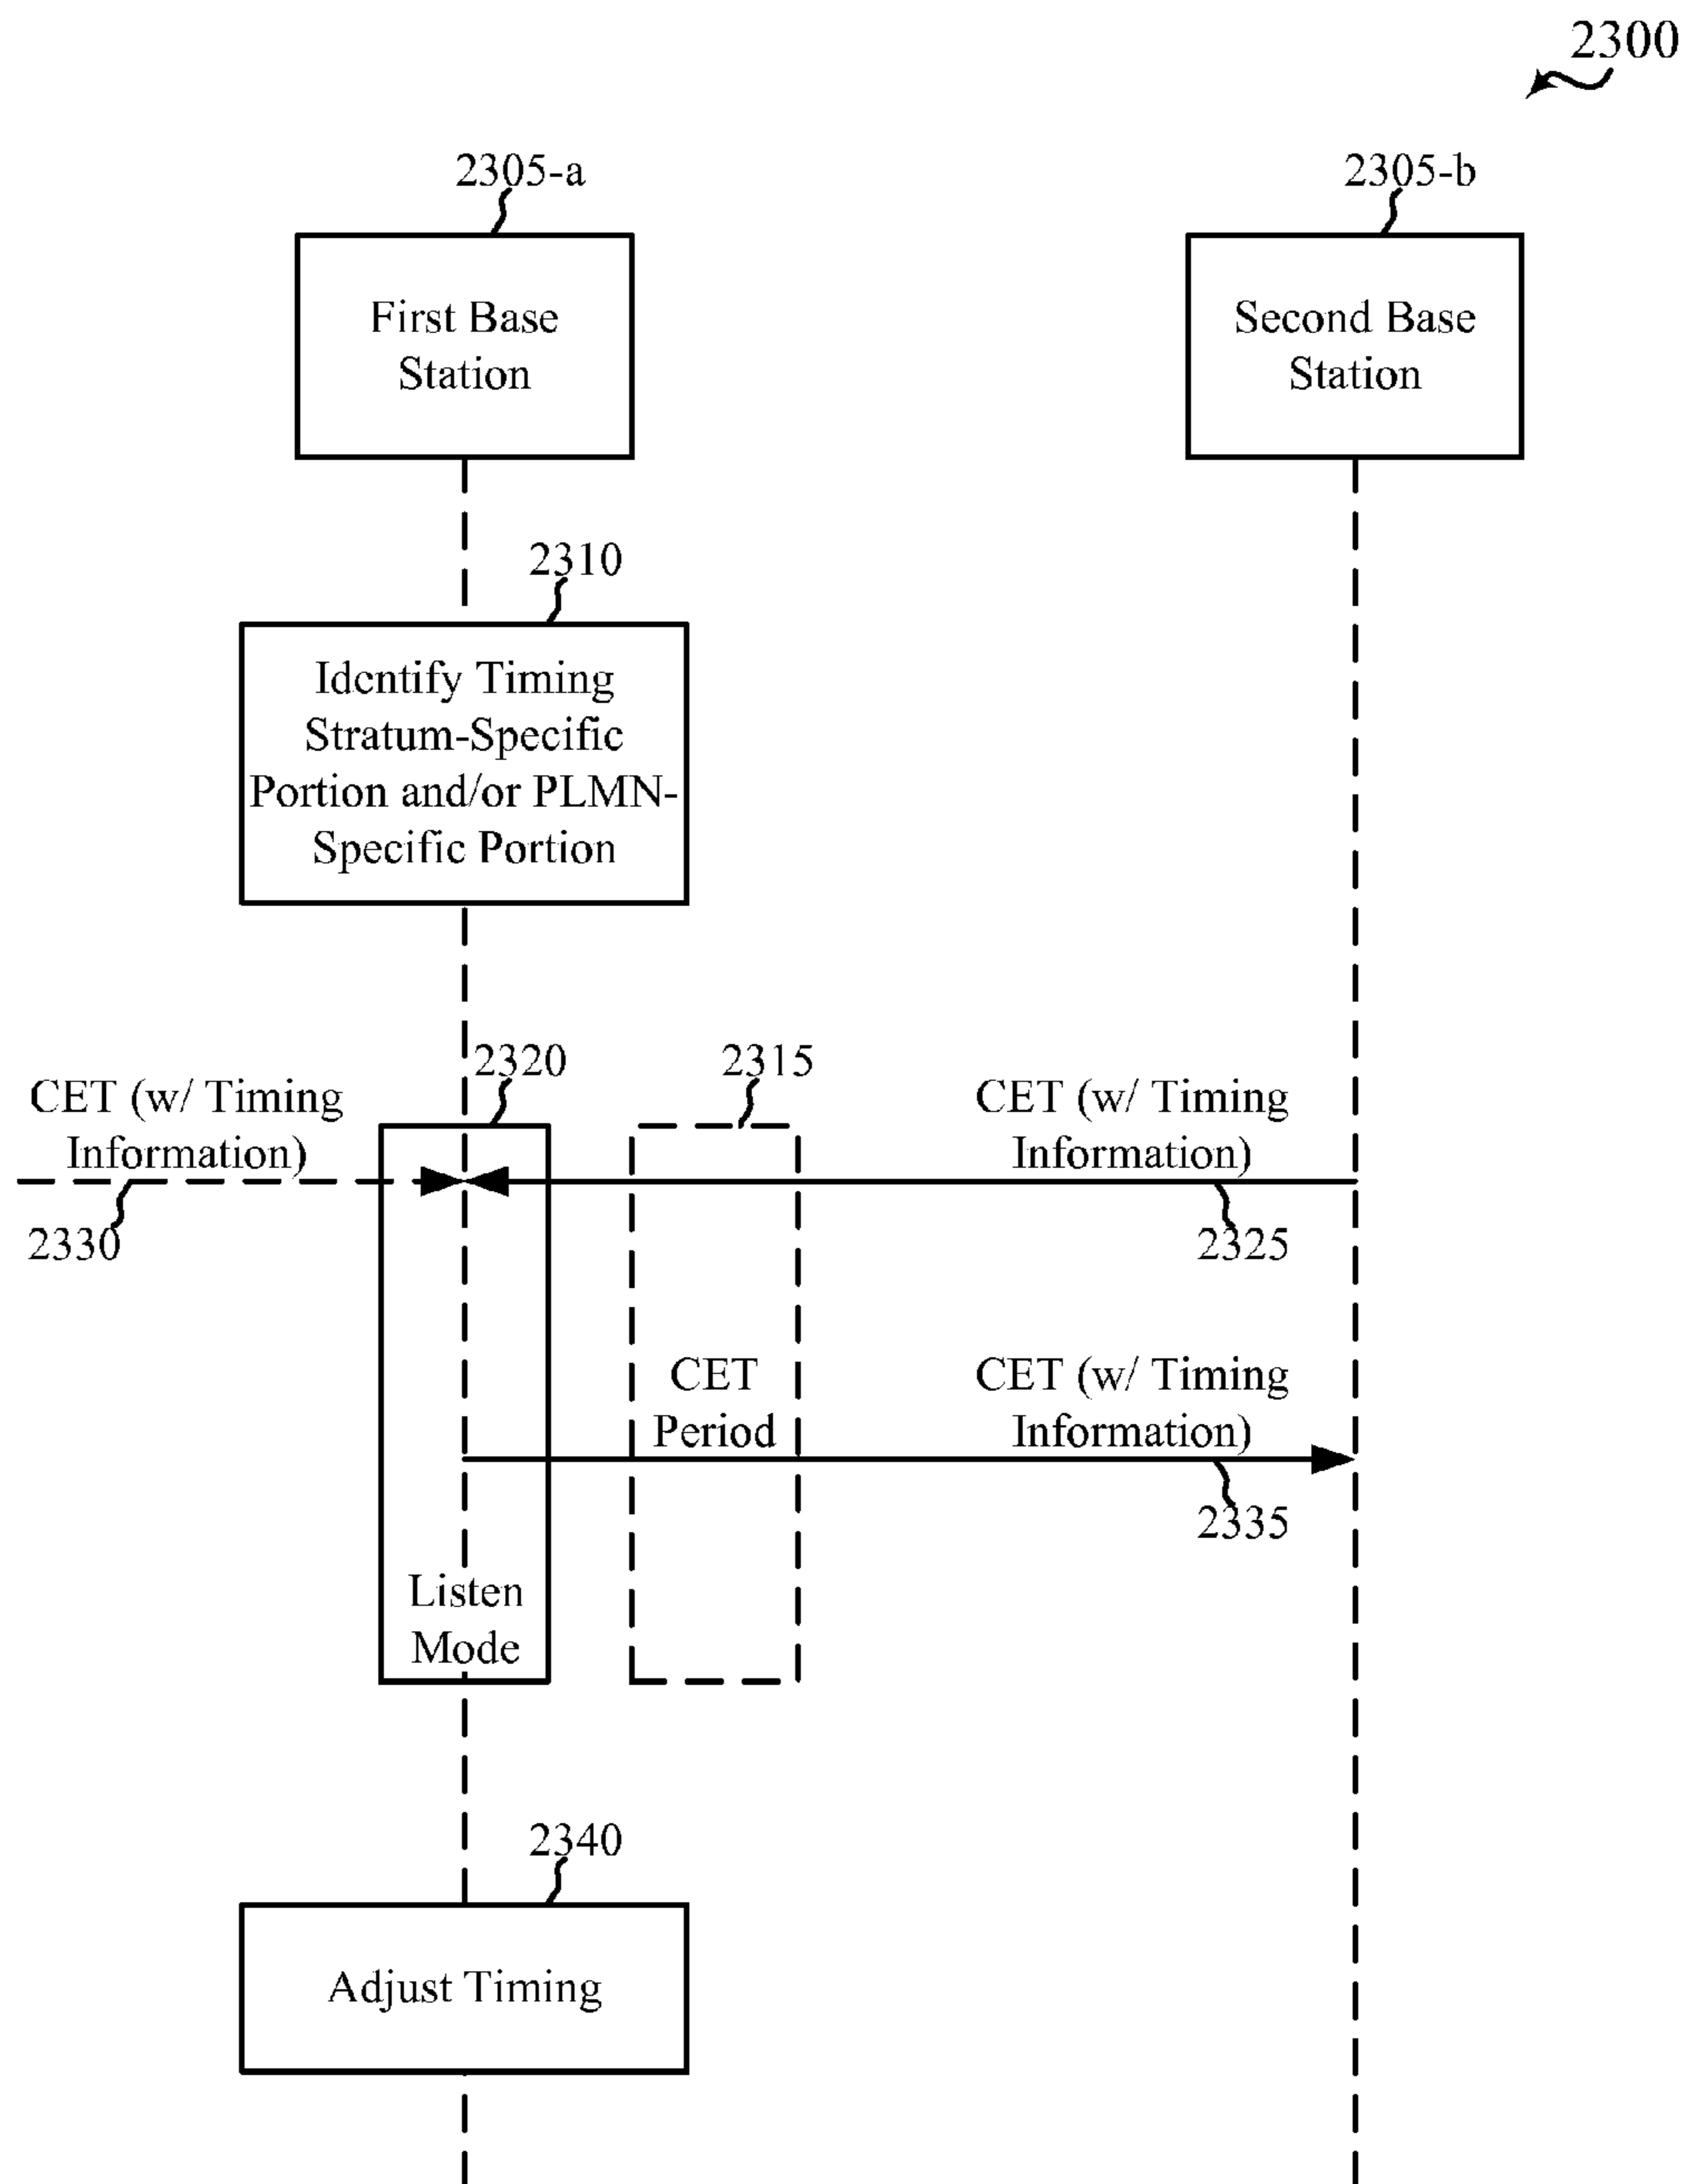 2300
2305-a
2305-b
First Base
Station
Second Base
Station
2310
Identify Timing
Stratum-Specific
Portion and/or PLMN-
Specific Portion
2320
2315
CET (w/ Timing
Information)
CET (w/ Timing
Information)
2330
2325
CET
Period
CET (w/ Timing
Information)
2335
Listen
Mode
2340
Adjust Timing